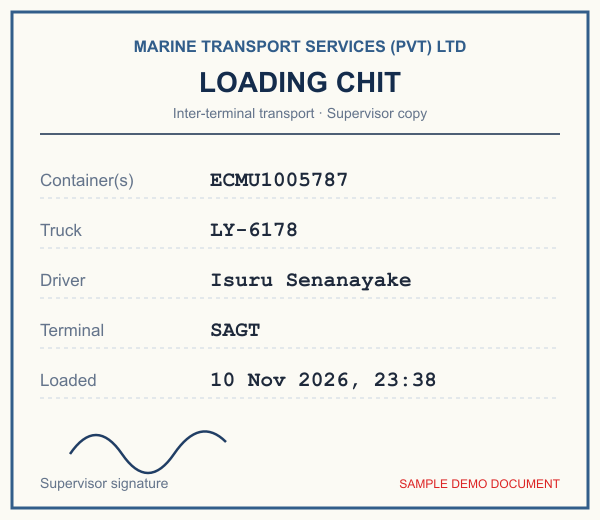 MARINE TRANSPORT SERVICES (PVT) LTD
LOADING CHIT
Inter-terminal transport · Supervisor copy
Container(s) ECMU1005787
Truck LY-6178
Driver Isuru Senanayake
Terminal SAGT
Loaded 10 Nov 2026, 23:38
Supervisor signature SAMPLE DEMO DOCUMENT